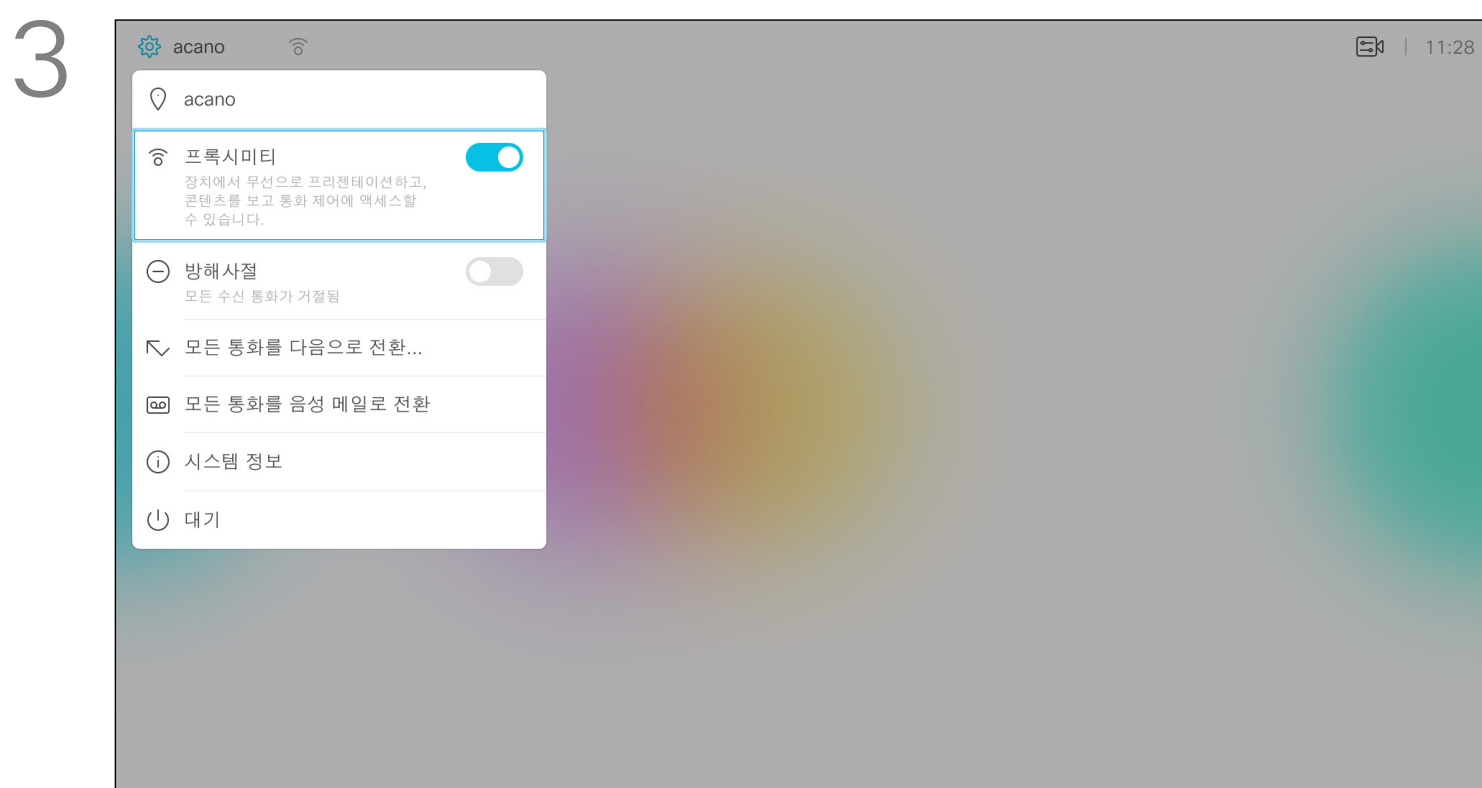 3
acano
11:28
acano
프록시미티
장치에서 무선으로 프리젠테이션하고,
콘텐츠를 보고 통화 제어에 액세스할
수 있습니다.
방해사절
모든 수신 통화가 거절됨
모든 통화를 다음으로 전환...
모든 통화를 음성 메일로 전환
시스템 정보
대기